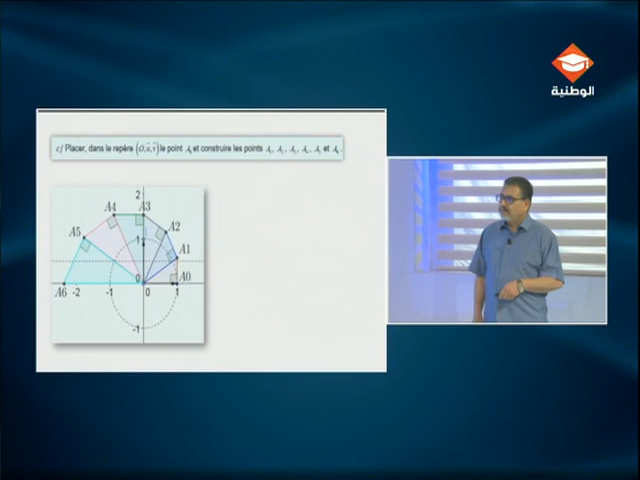 الوطنية
c/ Placer, dans le repère (O, u, v) le point A₀ et construire les points A₁, A₂, A₃, A₄, A₅ et A₆.
2
A4 A3
A5 A2
1
A1
0 A0
A6 -2 -1 0 1
-1